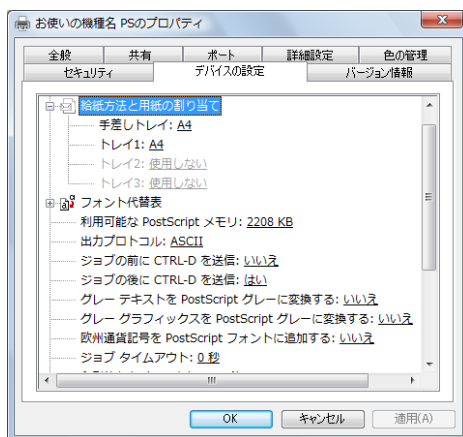 お使いの機種名 PSのプロパティ
全般 共有 ポート 詳細設定 色の管理
セキュリティ デバイスの設定 バージョン情報
給紙方法と用紙の割り当て
手差しトレイ: A4
トレイ1: A4
トレイ2: 使用しない
トレイ3: 使用しない
フォント代替表
利用可能な PostScript メモリ: 2208 KB
出力プロトコル: ASCII
ジョブの前に CTRL-D を送信: いいえ
ジョブの後に CTRL-D を送信: はい
グレー テキストを PostScript グレーに変換する: いいえ
グレー グラフィックスを PostScript グレーに変換する: いいえ
欧州通貨記号を PostScript フォントに追加する: いいえ
ジョブ タイムアウト: 0 秒
OK キャンセル 適用(A)